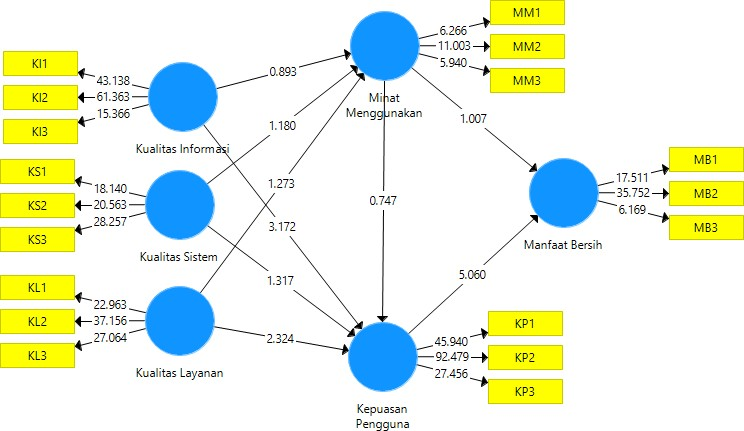 MM1
6.266
MM2
11.003
MM3
5.940
Minat
Menggunakan
KI1
43.138
KI2
61.363
KI3
15.366
Kualitas Informasi
0.893
1.180
1.273
3.172
0.747
1.007
KS1
18.140
KS2
20.563
KS3
28.257
Kualitas Sistem
1.317
MB1
17.511
MB2
35.752
MB3
6.169
Manfaat Bersih
5.060
KL1
22.963
KL2
37.156
KL3
27.064
Kualitas Layanan
2.324
KP1
45.940
KP2
92.479
KP3
27.456
Kepuasan
Pengguna